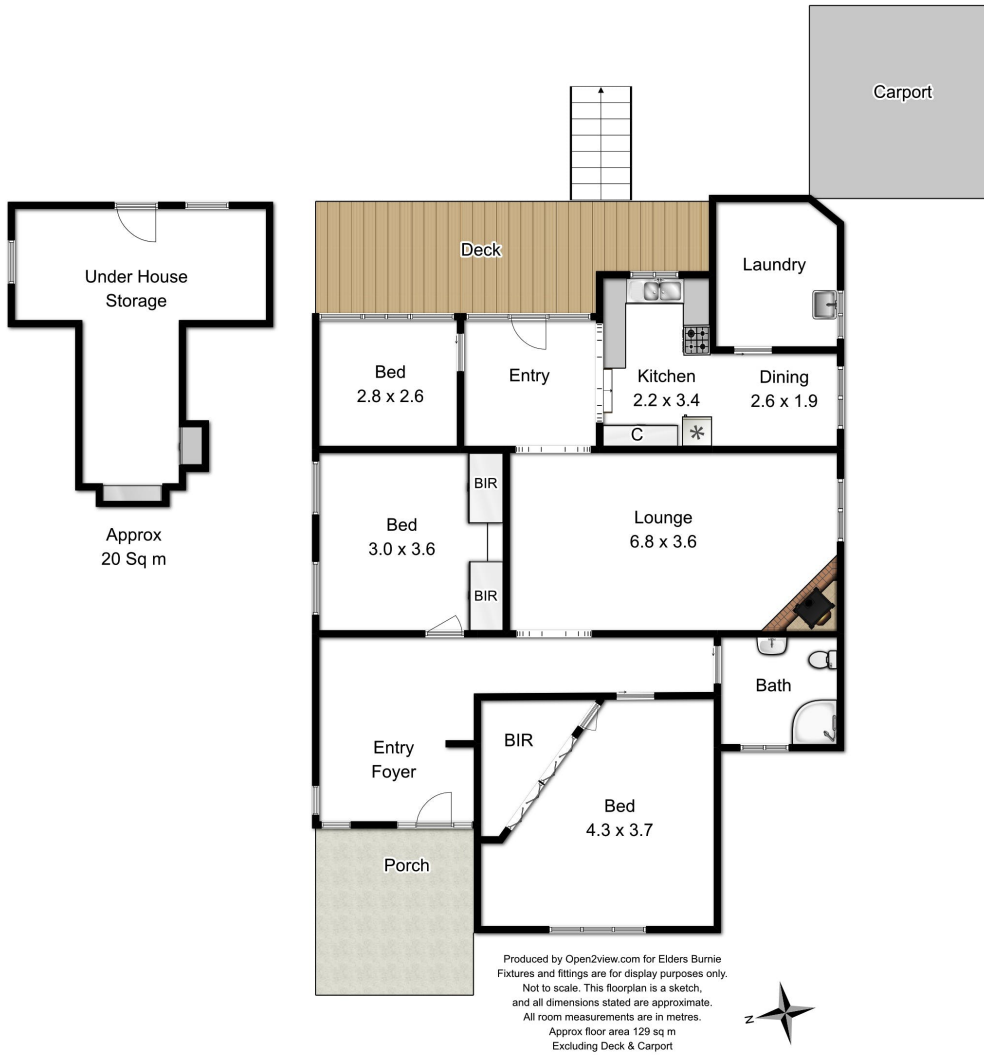 Carport
Deck
Laundry
Under House
Storage
Bed
2.8 x 2.6
Entry
Kitchen
2.2 x 3.4
Dining
2.6 x 1.9
C
BIR
Bed
3.0 x 3.6
Lounge
6.8 x 3.6
BIR
Approx
20 Sq m
Bath
BIR
Entry
Foyer
Bed
4.3 x 3.7
Porch
Produced by Open2view.com for Elders Burnie
Fixtures and fittings are for display purposes only.
Not to scale. This floorplan is a sketch,
and all dimensions stated are approximate.
All room measurements are in metres.
Approx floor area 129 sq m
Excluding Deck & Carport
N